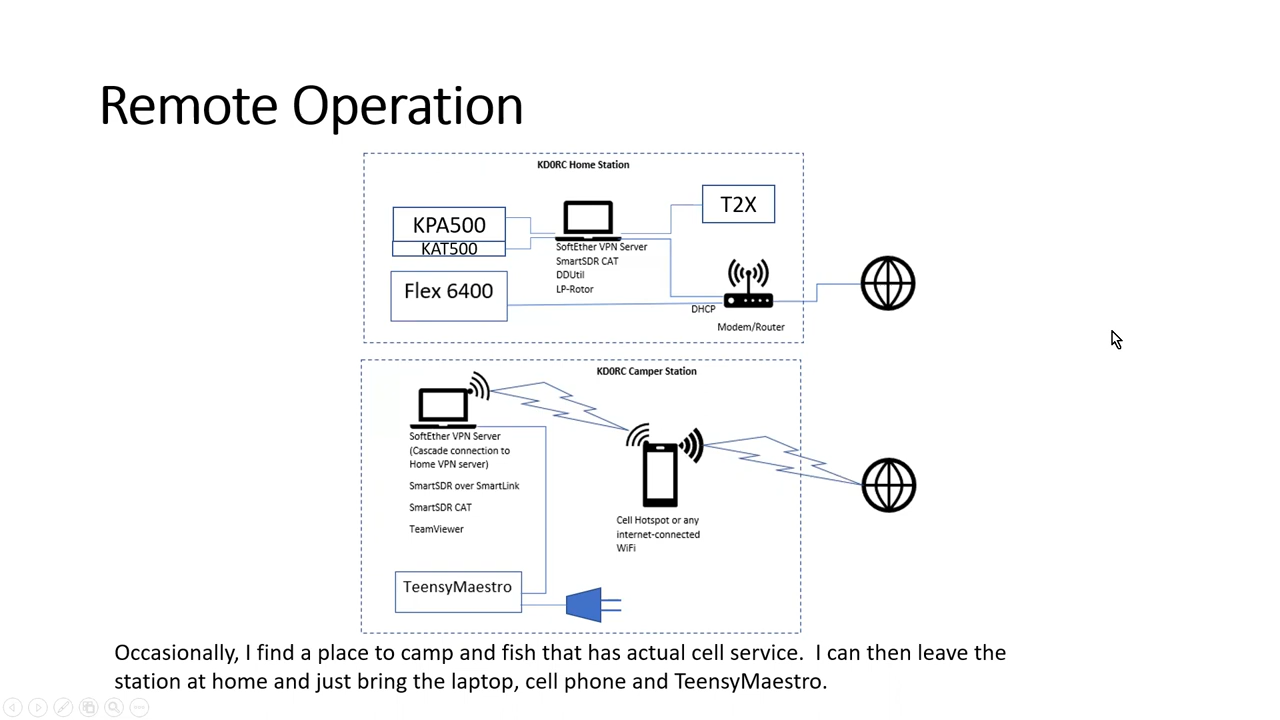 Remote Operation
KD0RC Home Station
KPA500
KAT500
Flex 6400
SoftEther VPN Server
SmartSDR CAT
DDUtil
LP-Rotor
T2X
DHCP
Modem/Router
KD0RC Camper Station
SoftEther VPN Server
(Cascade connection to
Home VPN server)
SmartSDR over SmartLink
SmartSDR CAT
TeamViewer
Cell Hotspot or any
internet-connected
WiFi
TeensyMaestro
Occasionally, I find a place to camp and fish that has actual cell service.  I can then leave the
station at home and just bring the laptop, cell phone and TeensyMaestro.